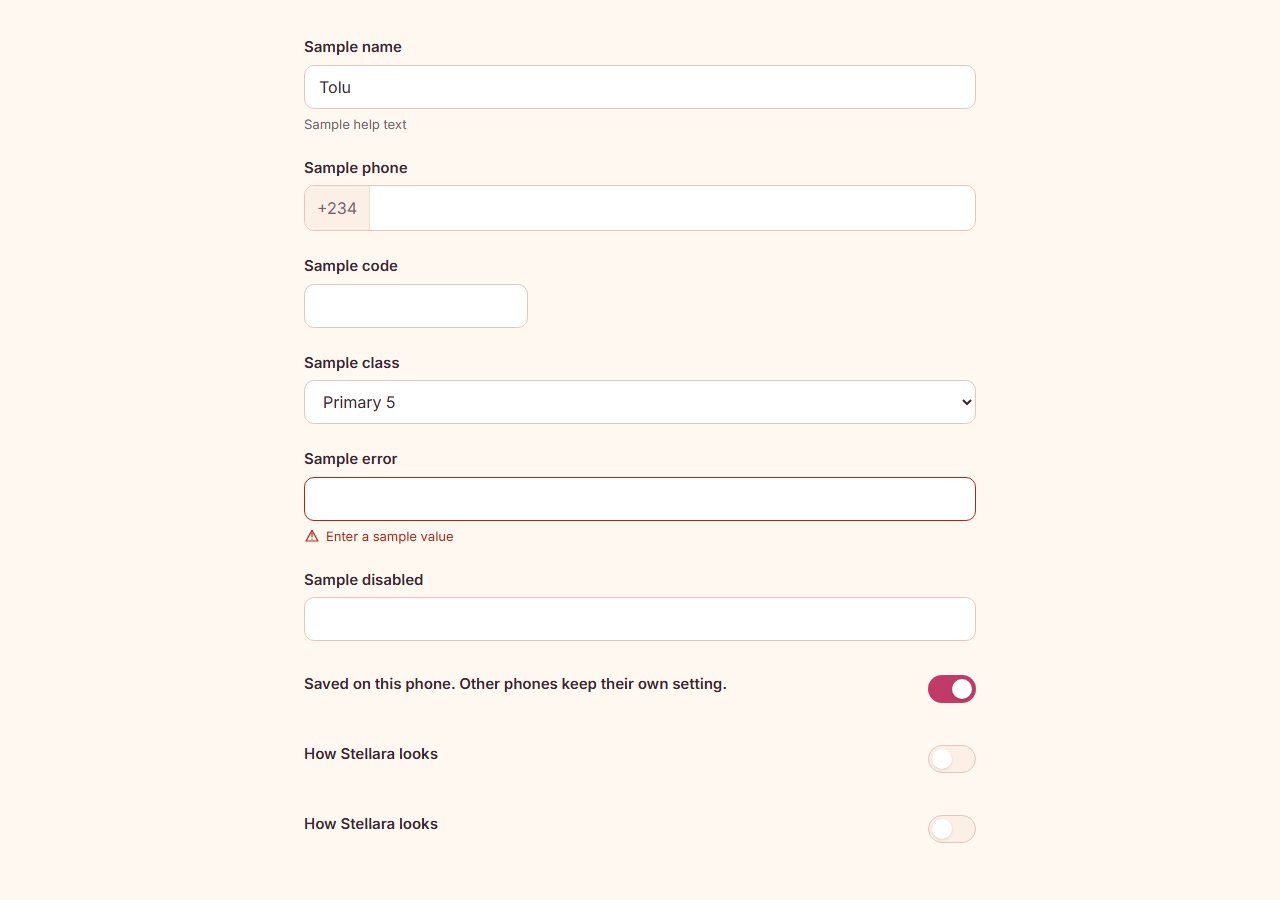 Sample name
Tolu
Sample help text
Sample phone
+234
Sample code
Sample class
Primary 5
Sample error
Enter a sample value
Sample disabled
Saved on this phone. Other phones keep their own setting.
How Stellara looks
How Stellara looks